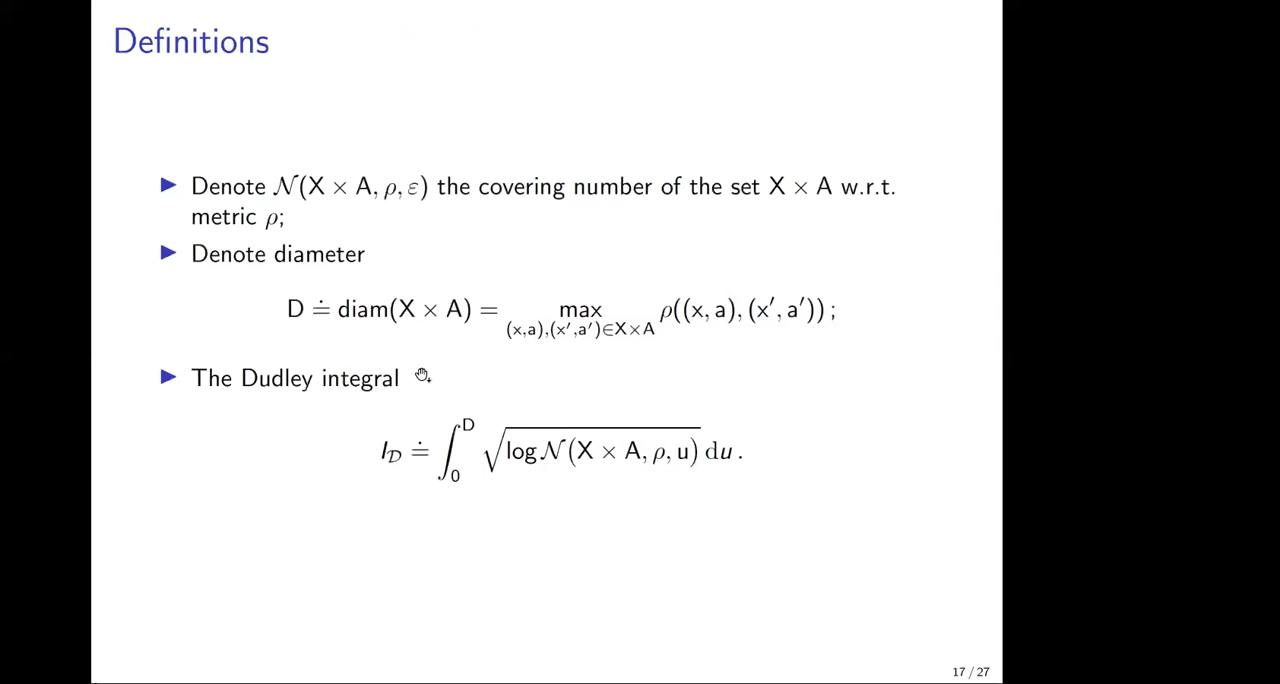 Definitions
▶ Denote 𝒩(X × A, ρ, ε) the covering number of the set X × A w.r.t.
metric ρ;
▶ Denote diameter
D ≐ diam(X × A) = max_{(x,a),(x′,a′)∈X×A} ρ((x, a), (x′, a′)) ;
▶ The Dudley integral
I_𝒟 ≐ ∫_0^D √(log 𝒩(X × A, ρ, u)) du .
17 / 27